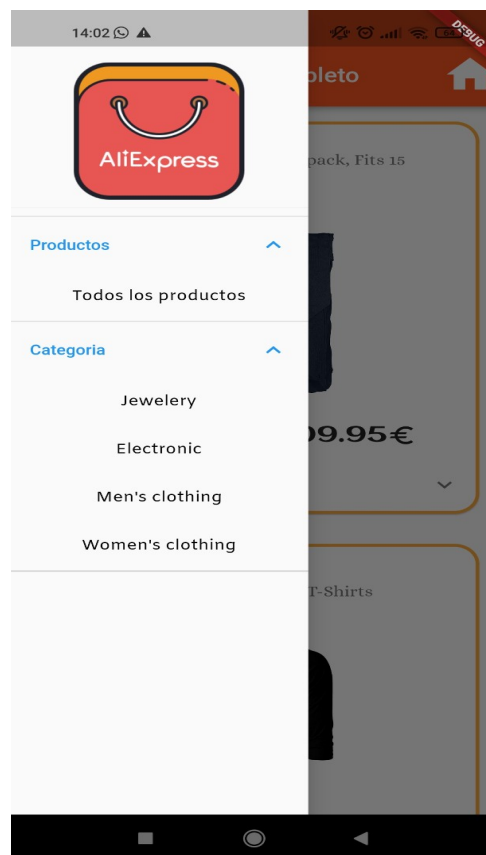 14:02
DEBUG
pleto
AliExpress
pack, Fits 15
Productos
Todos los productos
Categoria
Jewelery
Electronic
09.95€
Men's clothing
Women's clothing
T-Shirts